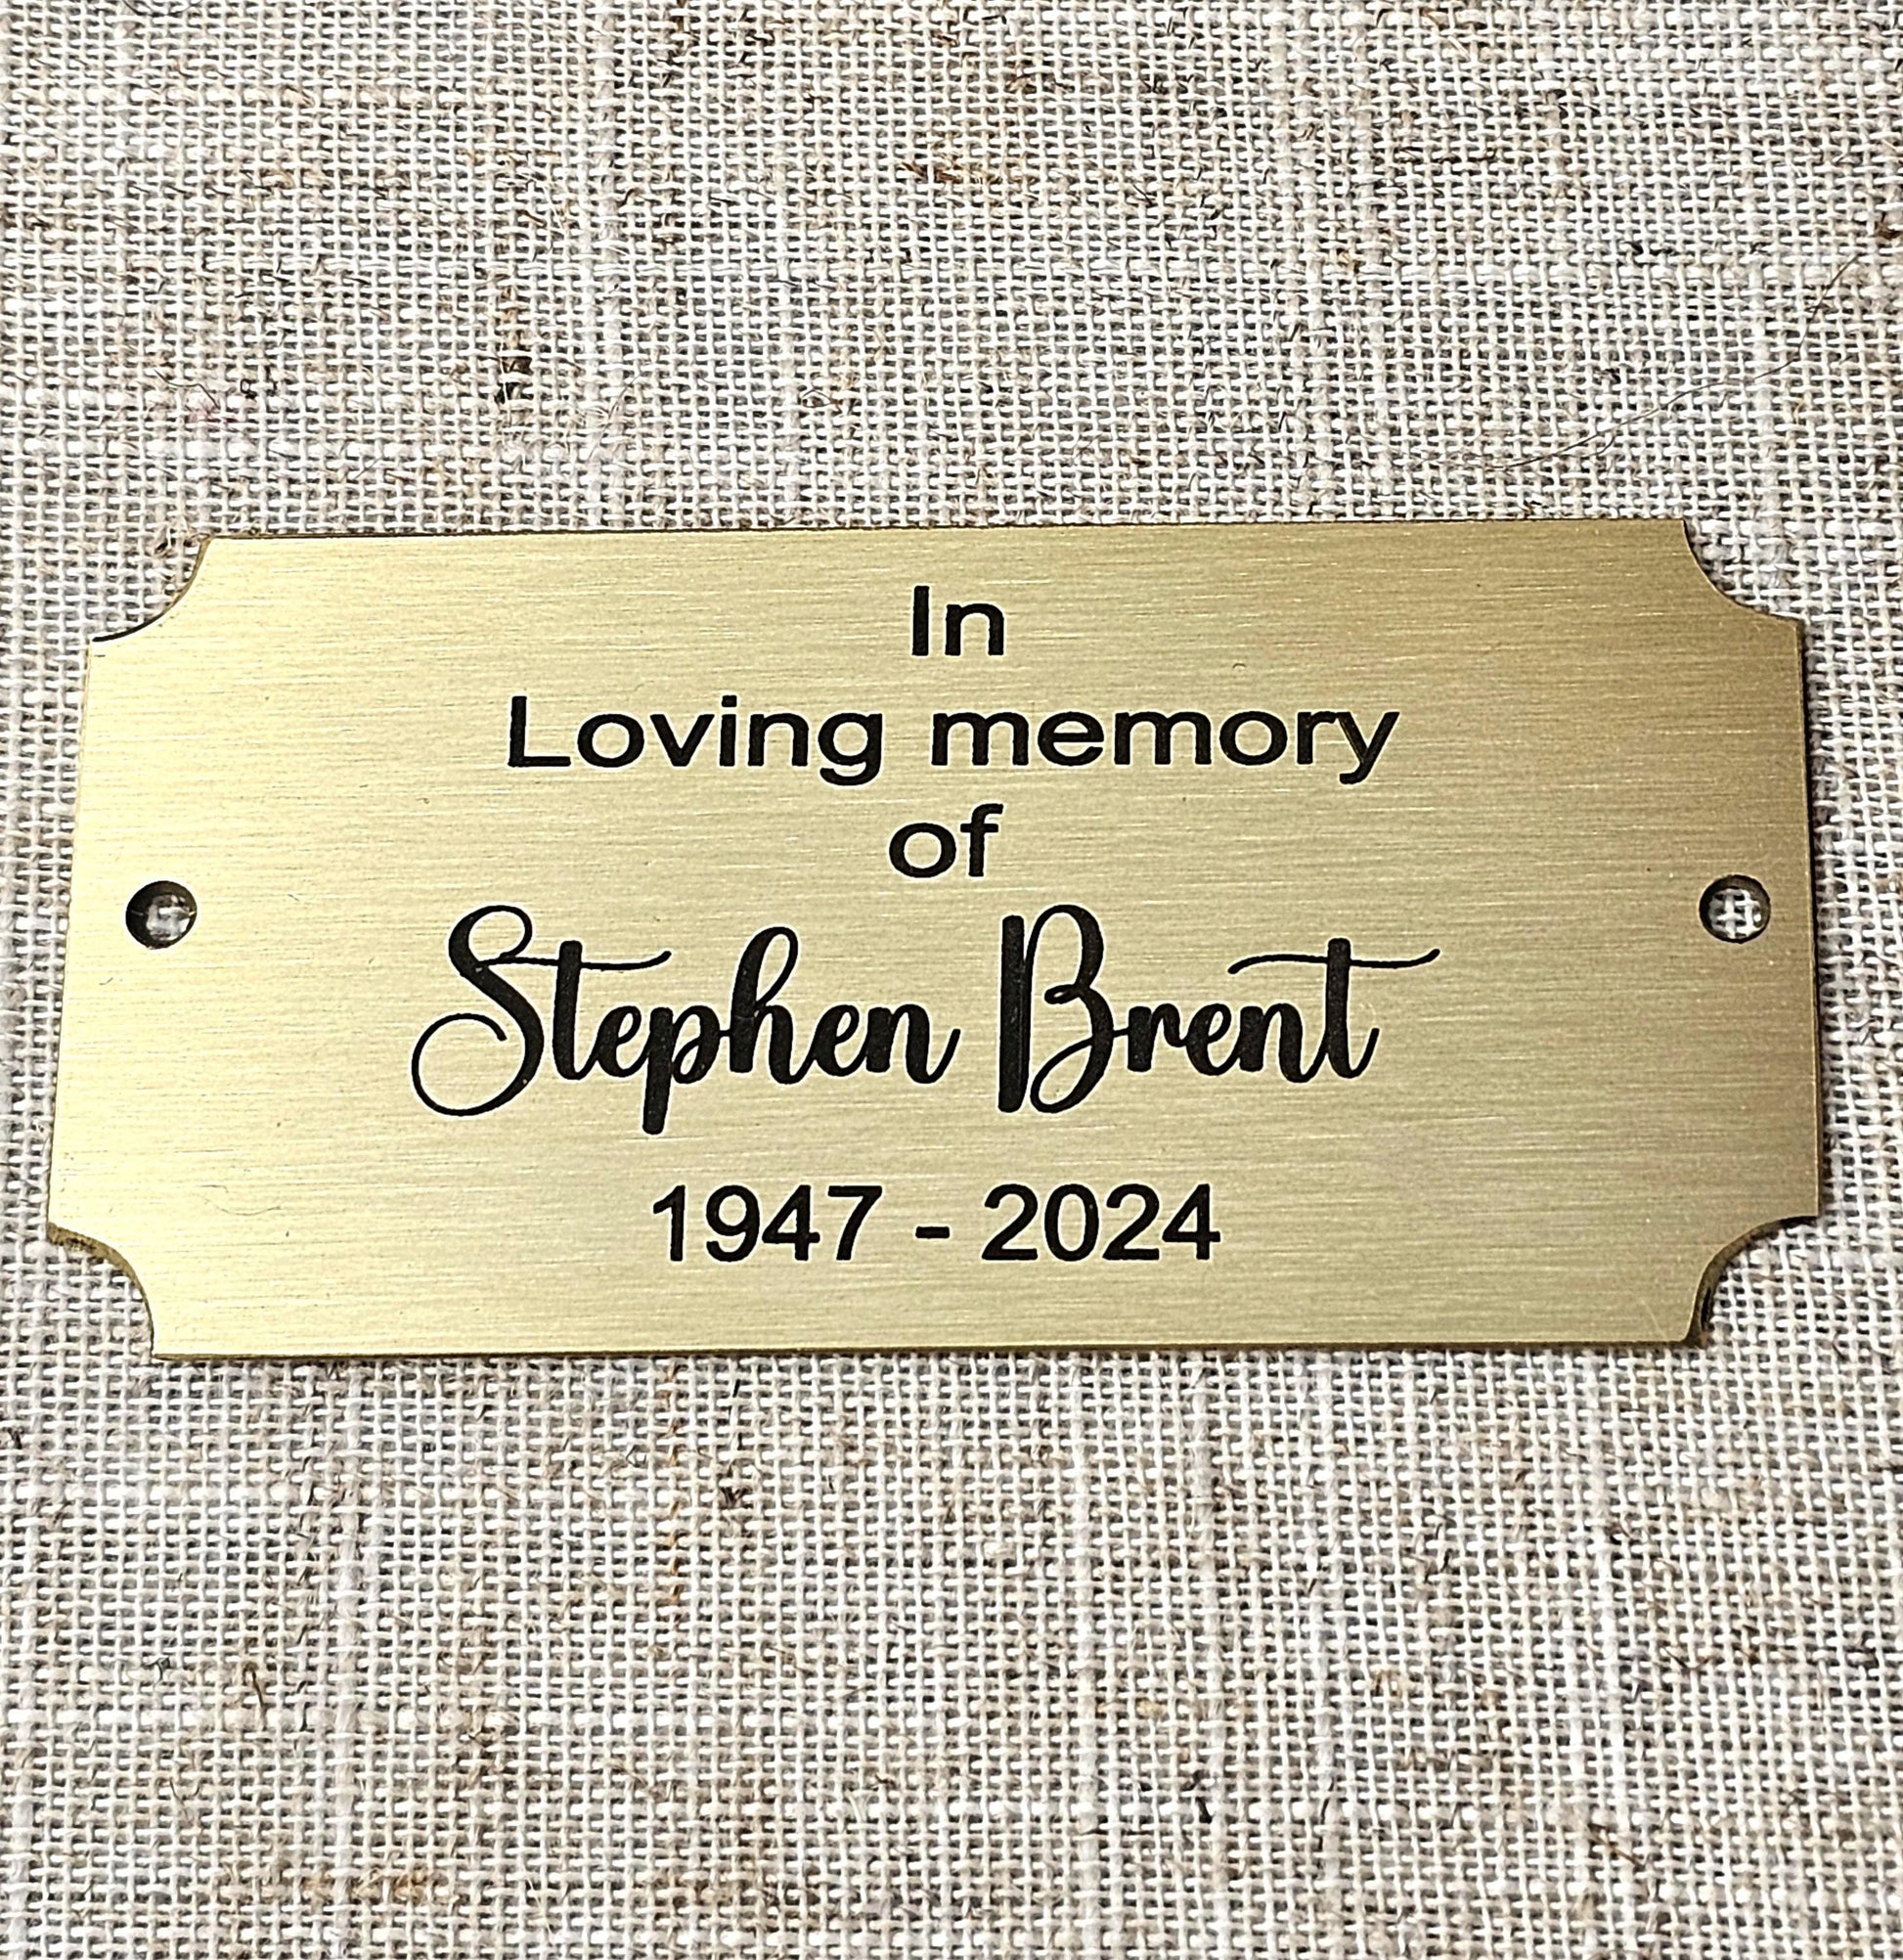 In
Loving memory
of
Stephen Brent
1947 - 2024